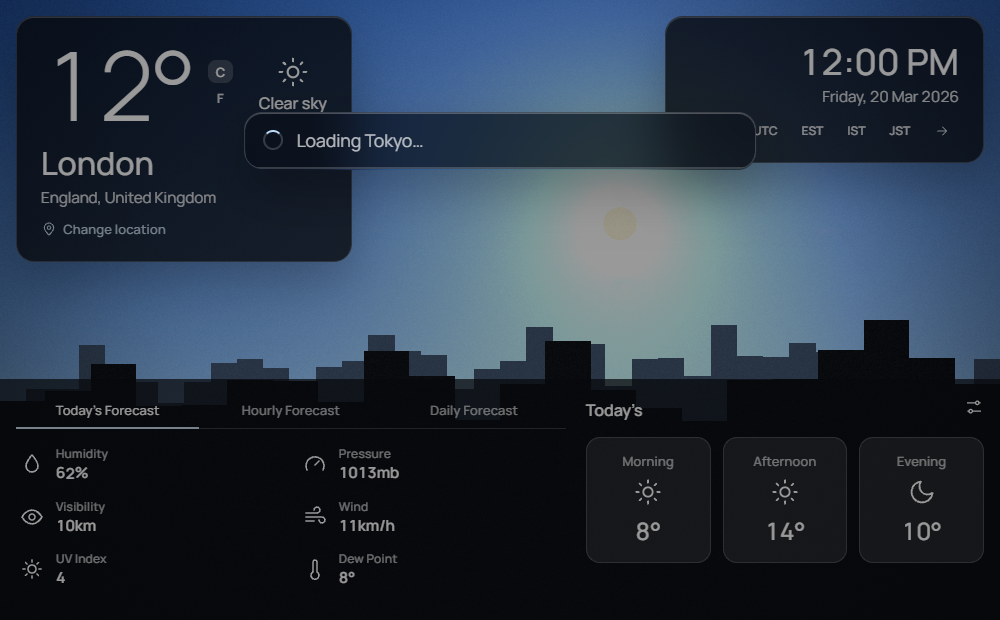 12°
C
F
Clear sky
London
England, United Kingdom
Change location
Loading Tokyo…
12:00 PM
Friday, 20 Mar 2026
UTC EST IST JST
Today's Forecast Hourly Forecast Daily Forecast
Humidity
62%
Pressure
1013mb
Visibility
10km
Wind
11km/h
UV Index
4
Dew Point
8°
Today's
Morning
8°
Afternoon
14°
Evening
10°